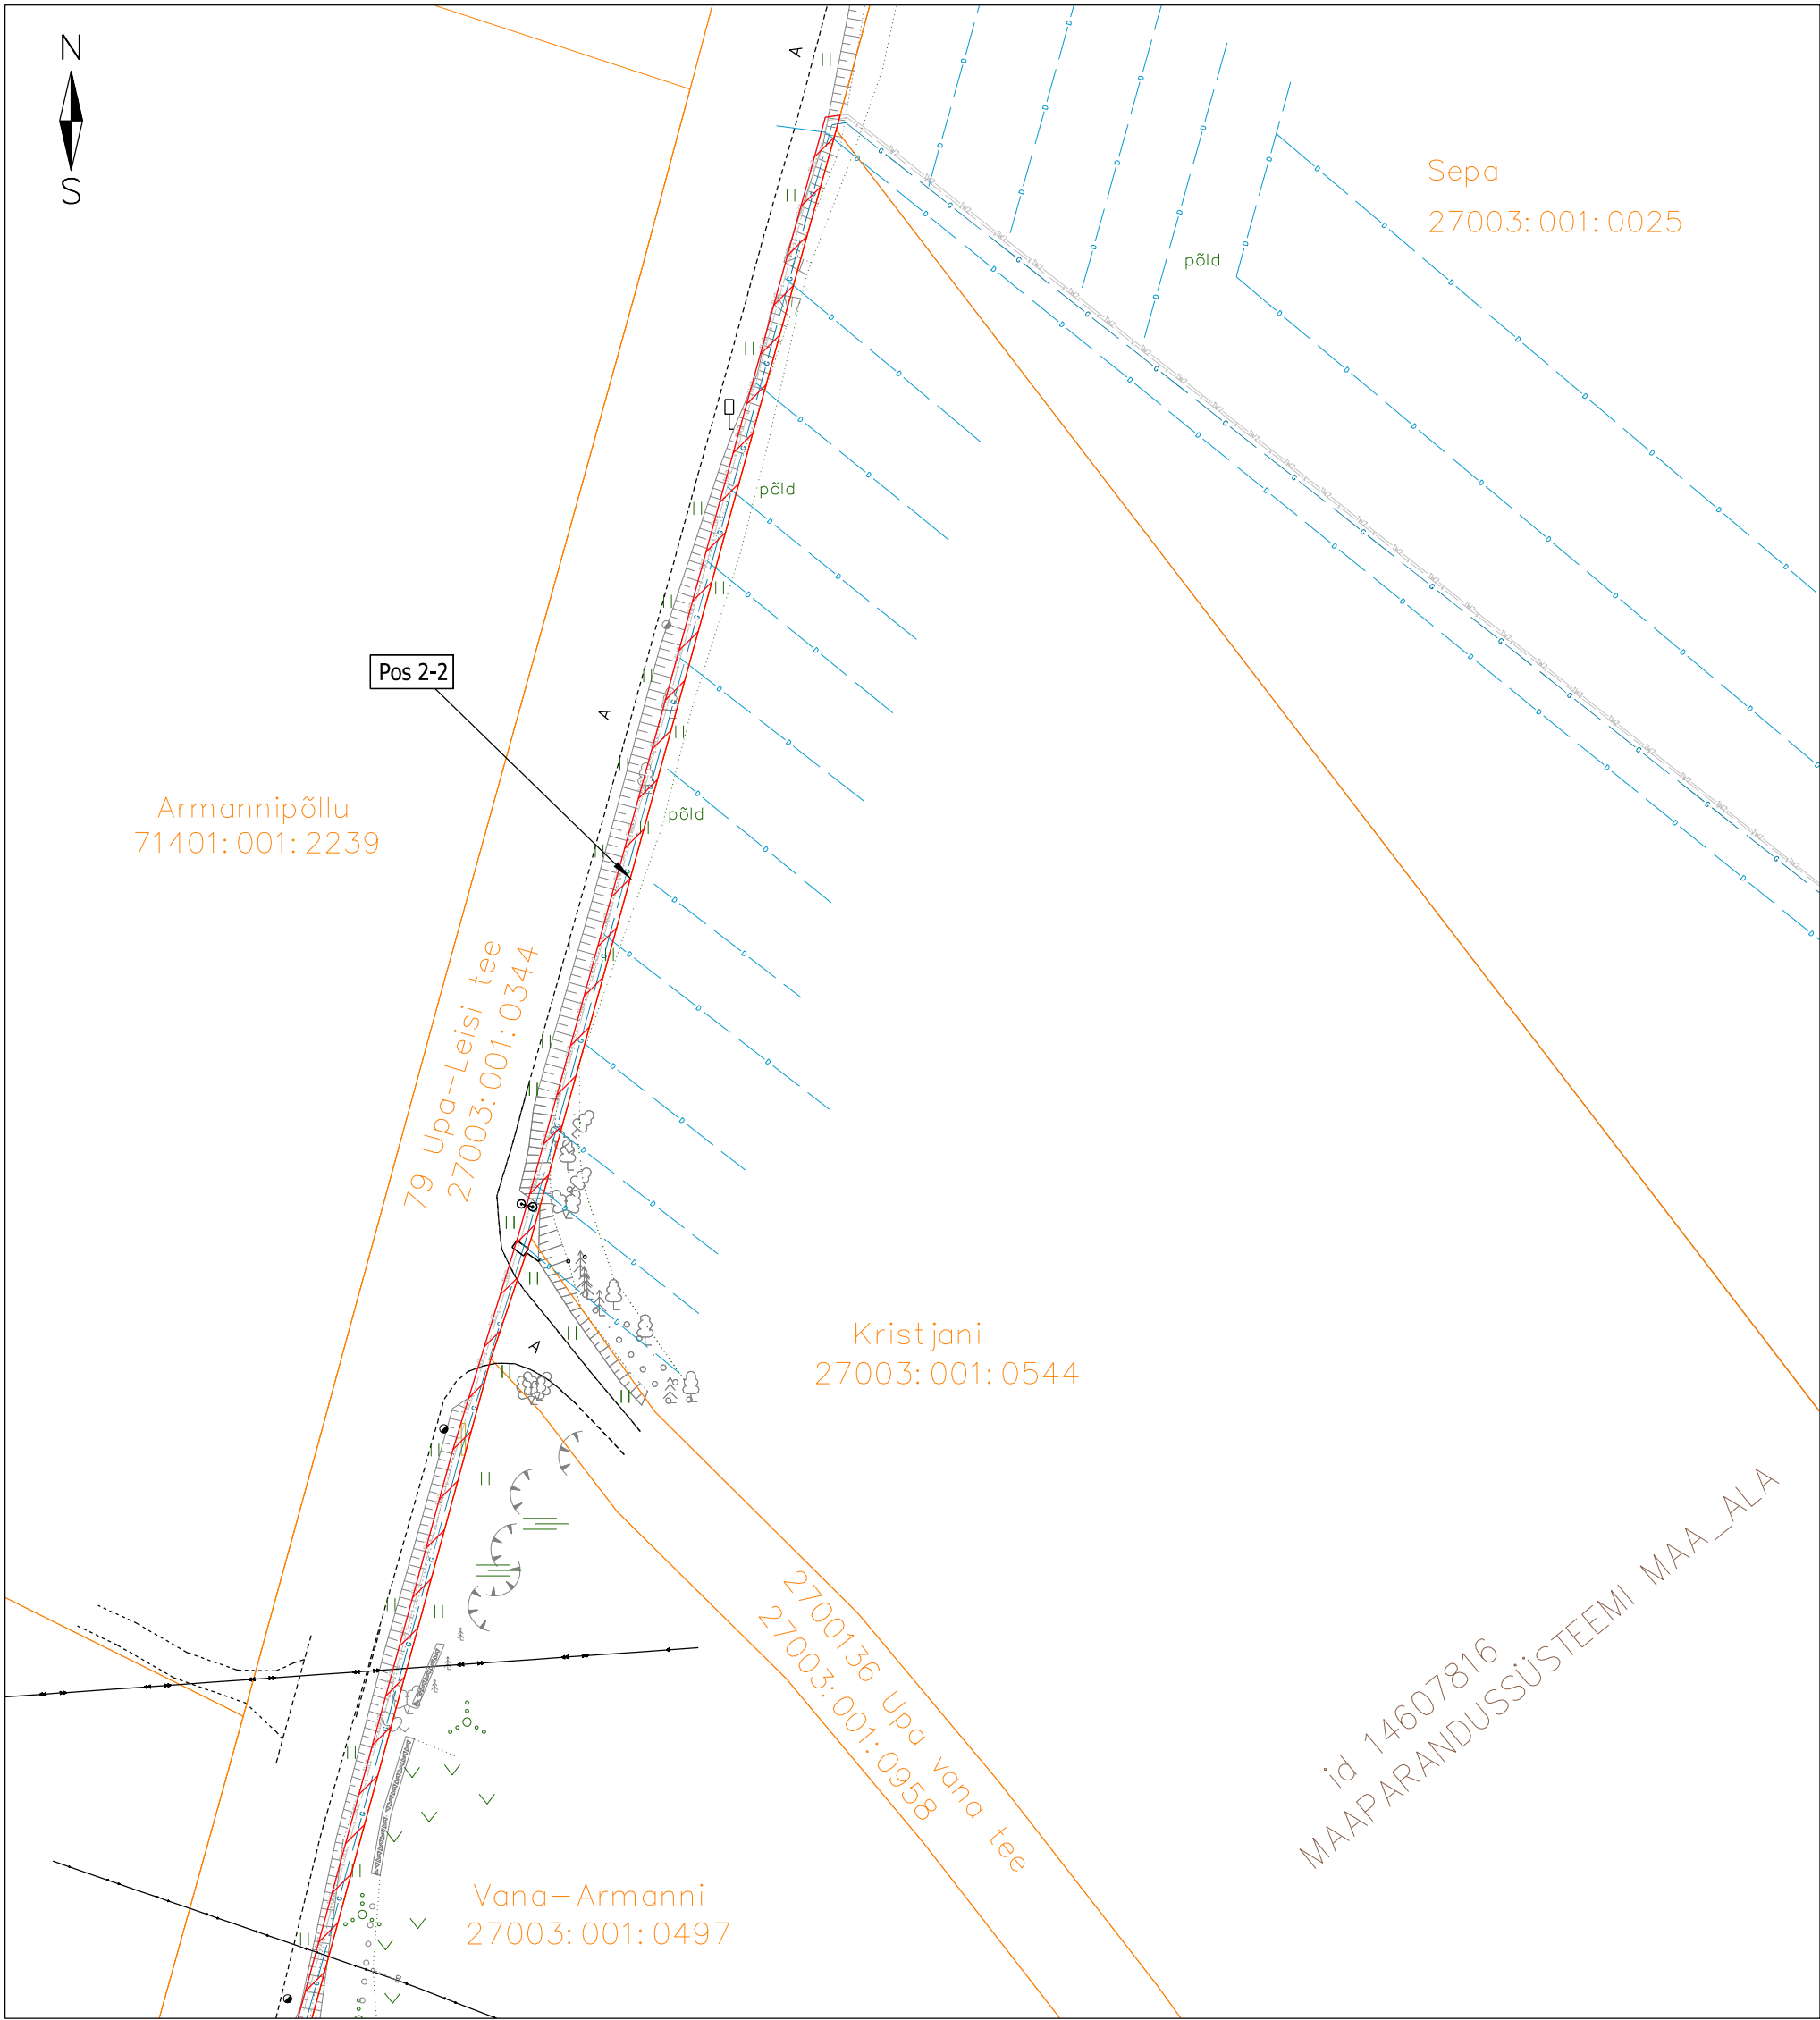 N
S
A
Sepa
27003:001:0025
põld
põld
Pos 2-2
A
Armannipõllu
71401:001:2239
põld
79 Upa-Leisi tee
27003:001:0344
Kristjani
27003:001:0544
A
2700136 Upa vana tee
27003:001:0958
id 14607816
MAAPARANDUSSÜSTEEMI MAA_ALA
Vana-Armanni
27003:001:0497